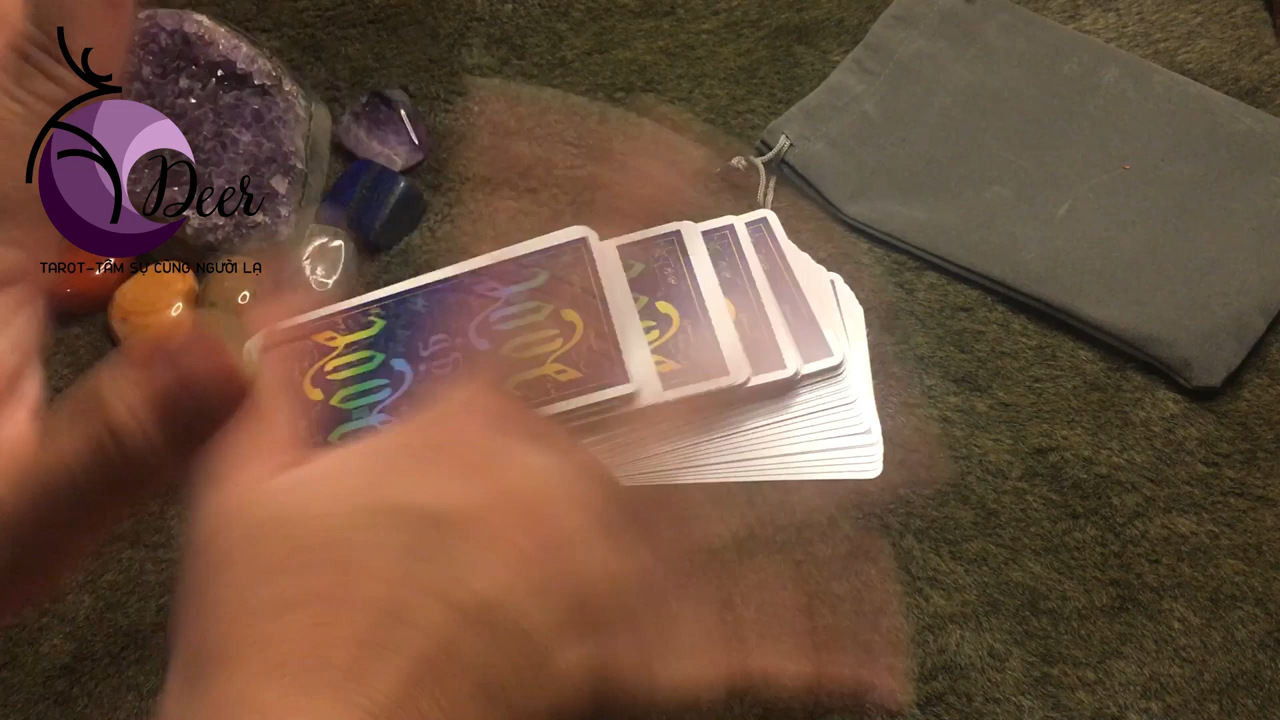 Deer
TAROT-TÂM SỰ CÙNG NGƯỜI LẠ